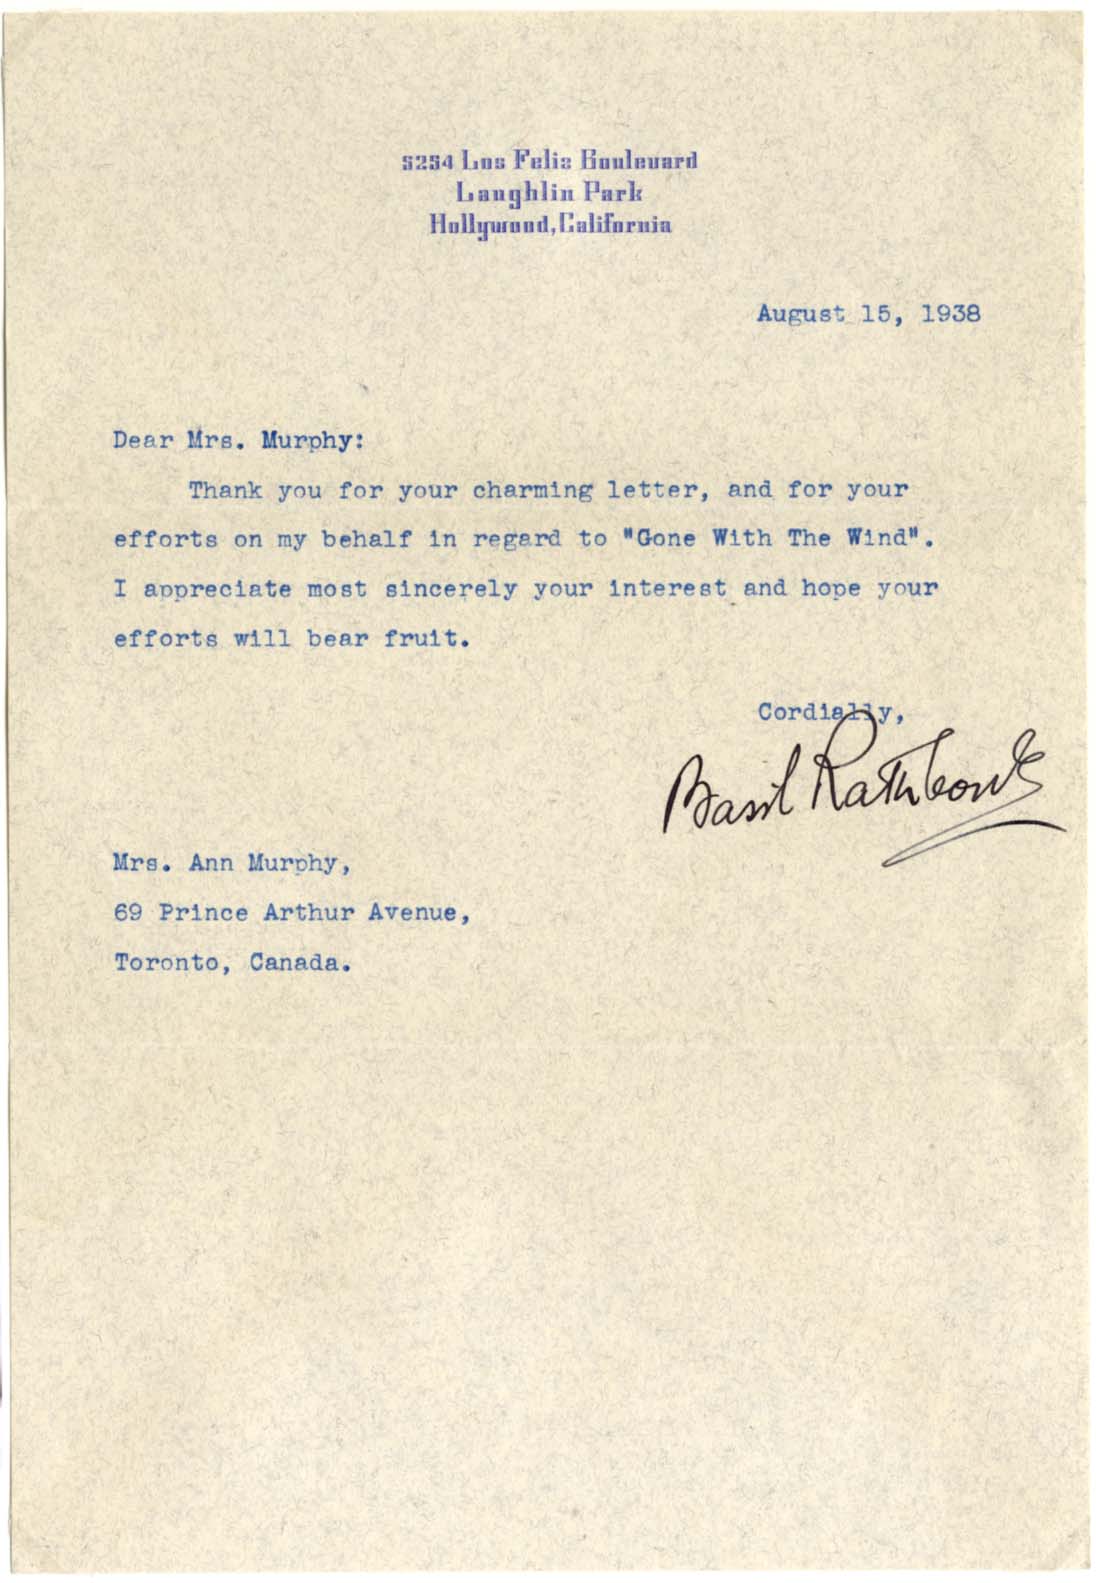 5254 Los Feliz Boulevard
Laughlin Park
Hollywood, California
August 15, 1938
Dear Mrs. Murphy:
Thank you for your charming letter, and for your
efforts on my behalf in regard to "Gone With The Wind".
I appreciate most sincerely your interest and hope your
efforts will bear fruit.
Cordially,
Basil Rathbone
Mrs. Ann Murphy,
69 Prince Arthur Avenue,
Toronto, Canada.